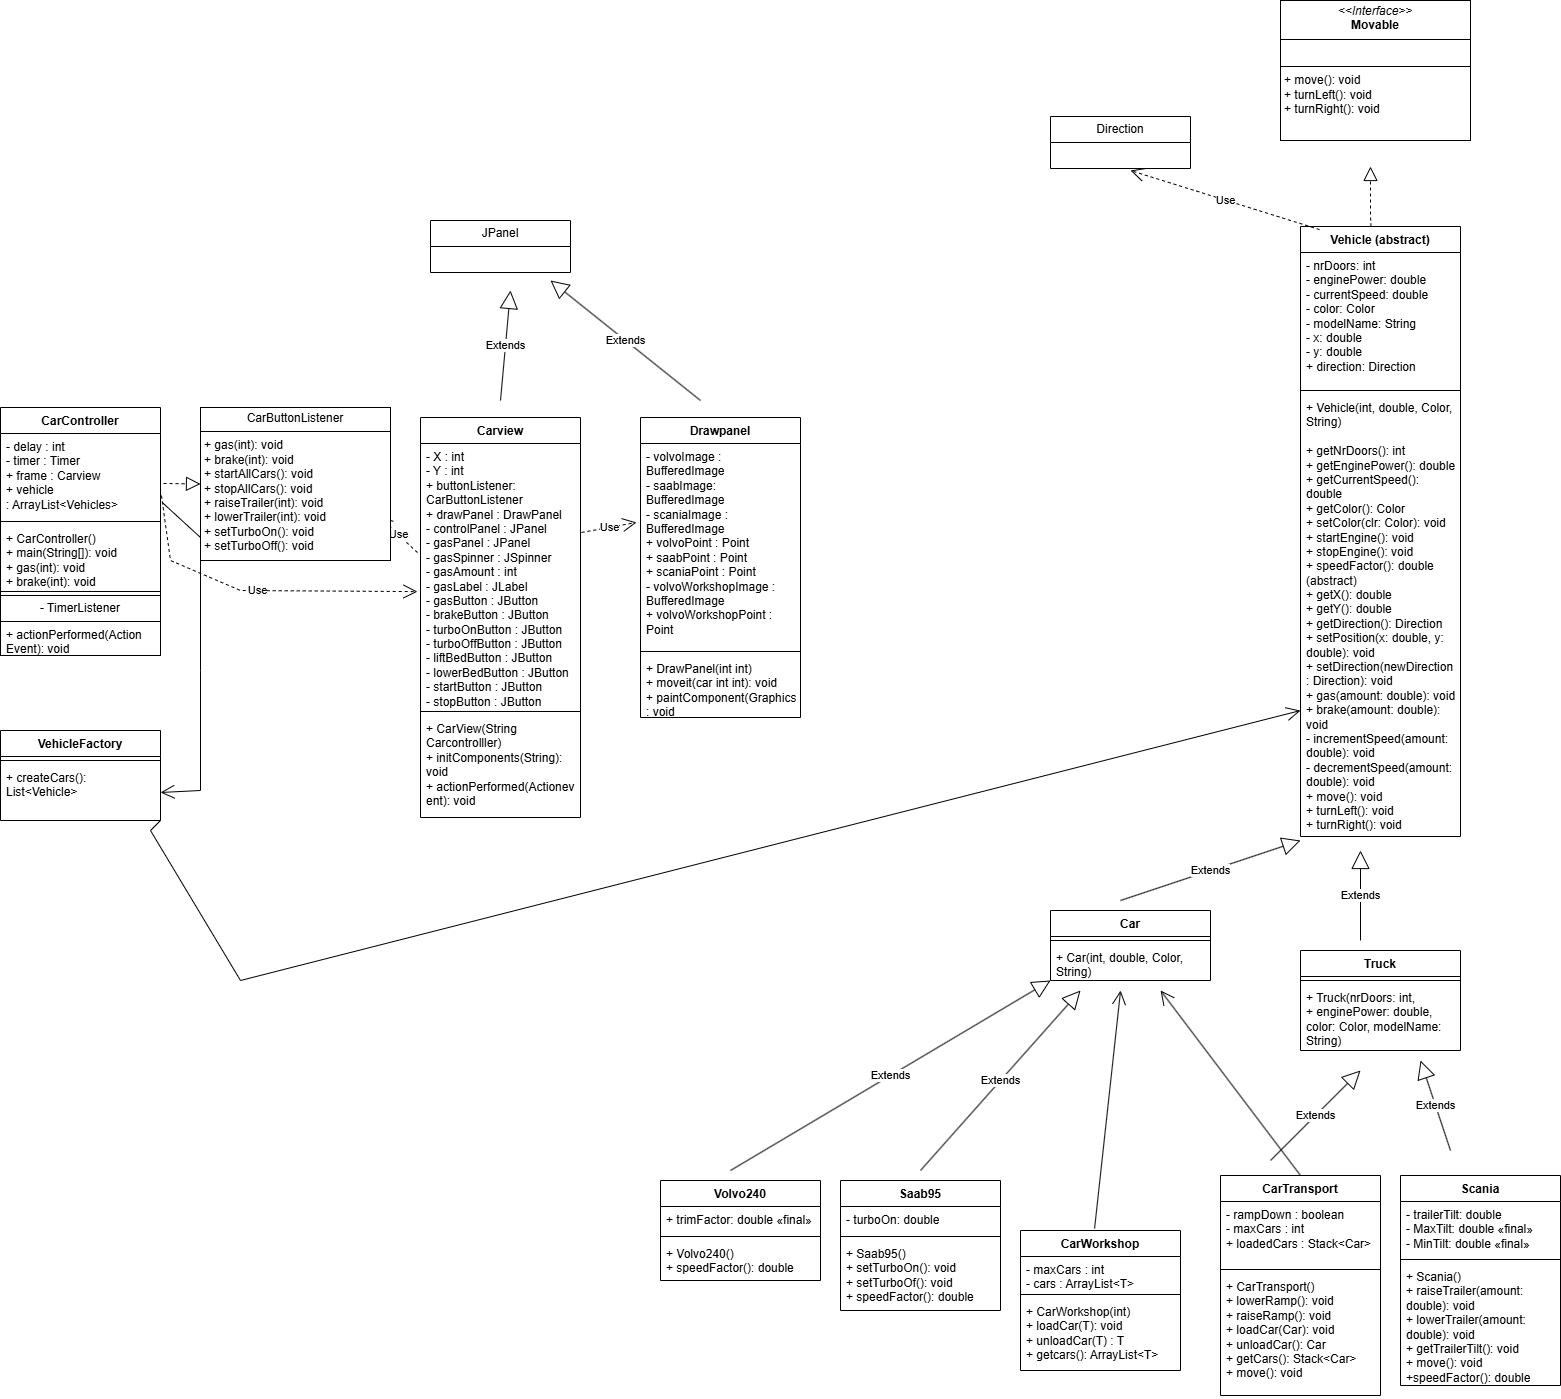 <<Interface>>
Movable
+ move(): void
+ turnLeft(): void
+ turnRight(): void
Direction
Use
Vehicle (abstract)
- nrDoors: int
- enginePower: double
- currentSpeed: double
- color: Color
- modelName: String
- x: double
- y: double
+ direction: Direction
+ Vehicle(int, double, Color,
String)
+ getNrDoors(): int
+ getEnginePower(): double
+ getCurrentSpeed():
double
+ getColor(): Color
+ setColor(clr: Color): void
+ startEngine(): void
+ stopEngine(): void
+ speedFactor(): double
(abstract)
+ getX(): double
+ getY(): double
+ getDirection(): Direction
+ setPosition(x: double, y:
double): void
+ setDirection(newDirection
: Direction): void
+ gas(amount: double): void
+ brake(amount: double):
void
- incrementSpeed(amount:
double): void
- decrementSpeed(amount:
double): void
+ move(): void
+ turnLeft(): void
+ turnRight(): void
JPanel
Extends
Extends
CarController
- delay : int
- timer : Timer
+ frame : Carview
+ vehicle
: ArrayList<Vehicles>
+ CarController()
+ main(String[]): void
+ gas(int): void
+ brake(int): void
- TimerListener
+ actionPerformed(Action
Event): void
CarButtonListener
+ gas(int): void
+ brake(int): void
+ startAllCars(): void
+ stopAllCars(): void
+ raiseTrailer(int): void
+ lowerTrailer(int): void
+ setTurboOn(): void
+ setTurboOff(): void
Use
Use
Carview
- X : int
- Y : int
+ buttonListener:
CarButtonListener
+ drawPanel : DrawPanel
- controlPanel : JPanel
- gasPanel : JPanel
- gasSpinner : JSpinner
- gasAmount : int
- gasLabel : JLabel
- gasButton : JButton
- brakeButton : JButton
- turboOnButton : JButton
- turboOffButton : JButton
- liftBedButton : JButton
- lowerBedButton : JButton
- startButton : JButton
- stopButton : JButton
+ CarView(String
Carcontrolller)
+ initComponents(String):
void
+ actionPerformed(Actionev
ent): void
Use
Drawpanel
- volvoImage :
BufferedImage
- saabImage:
BufferedImage
- scaniaImage :
BufferedImage
+ volvoPoint : Point
+ saabPoint : Point
+ scaniaPoint : Point
- volvoWorkshopImage :
BufferedImage
+ volvoWorkshopPoint :
Point
+ DrawPanel(int int)
+ moveit(car int int): void
+ paintComponent(Graphics
: void
VehicleFactory
+ createCars():
List<Vehicle>
Extends
Extends
Car
+ Car(int, double, Color,
String)
Truck
+ Truck(nrDoors: int,
+ enginePower: double,
color: Color, modelName:
String)
Extends
Extends
Extends
Extends
Volvo240
+ trimFactor: double «final»
+ Volvo240()
+ speedFactor(): double
Saab95
- turboOn: double
+ Saab95()
+ setTurboOn(): void
+ setTurboOf(): void
+ speedFactor(): double
CarWorkshop
- maxCars : int
- cars : ArrayList<T>
+ CarWorkshop(int)
+ loadCar(T): void
+ unloadCar(T) : T
+ getcars(): ArrayList<T>
CarTransport
- rampDown : boolean
- maxCars : int
+ loadedCars : Stack<Car>
+ CarTransport()
+ lowerRamp(): void
+ raiseRamp(): void
+ loadCar(Car): void
+ unloadCar(): Car
+ getCars(): Stack<Car>
+ move(): void
Scania
- trailerTilt: double
- MaxTilt: double «final»
- MinTilt: double «final»
+ Scania()
+ raiseTrailer(amount:
double): void
+ lowerTrailer(amount:
double): void
+ getTrailerTilt(): void
+ move(): void
+speedFactor(): double